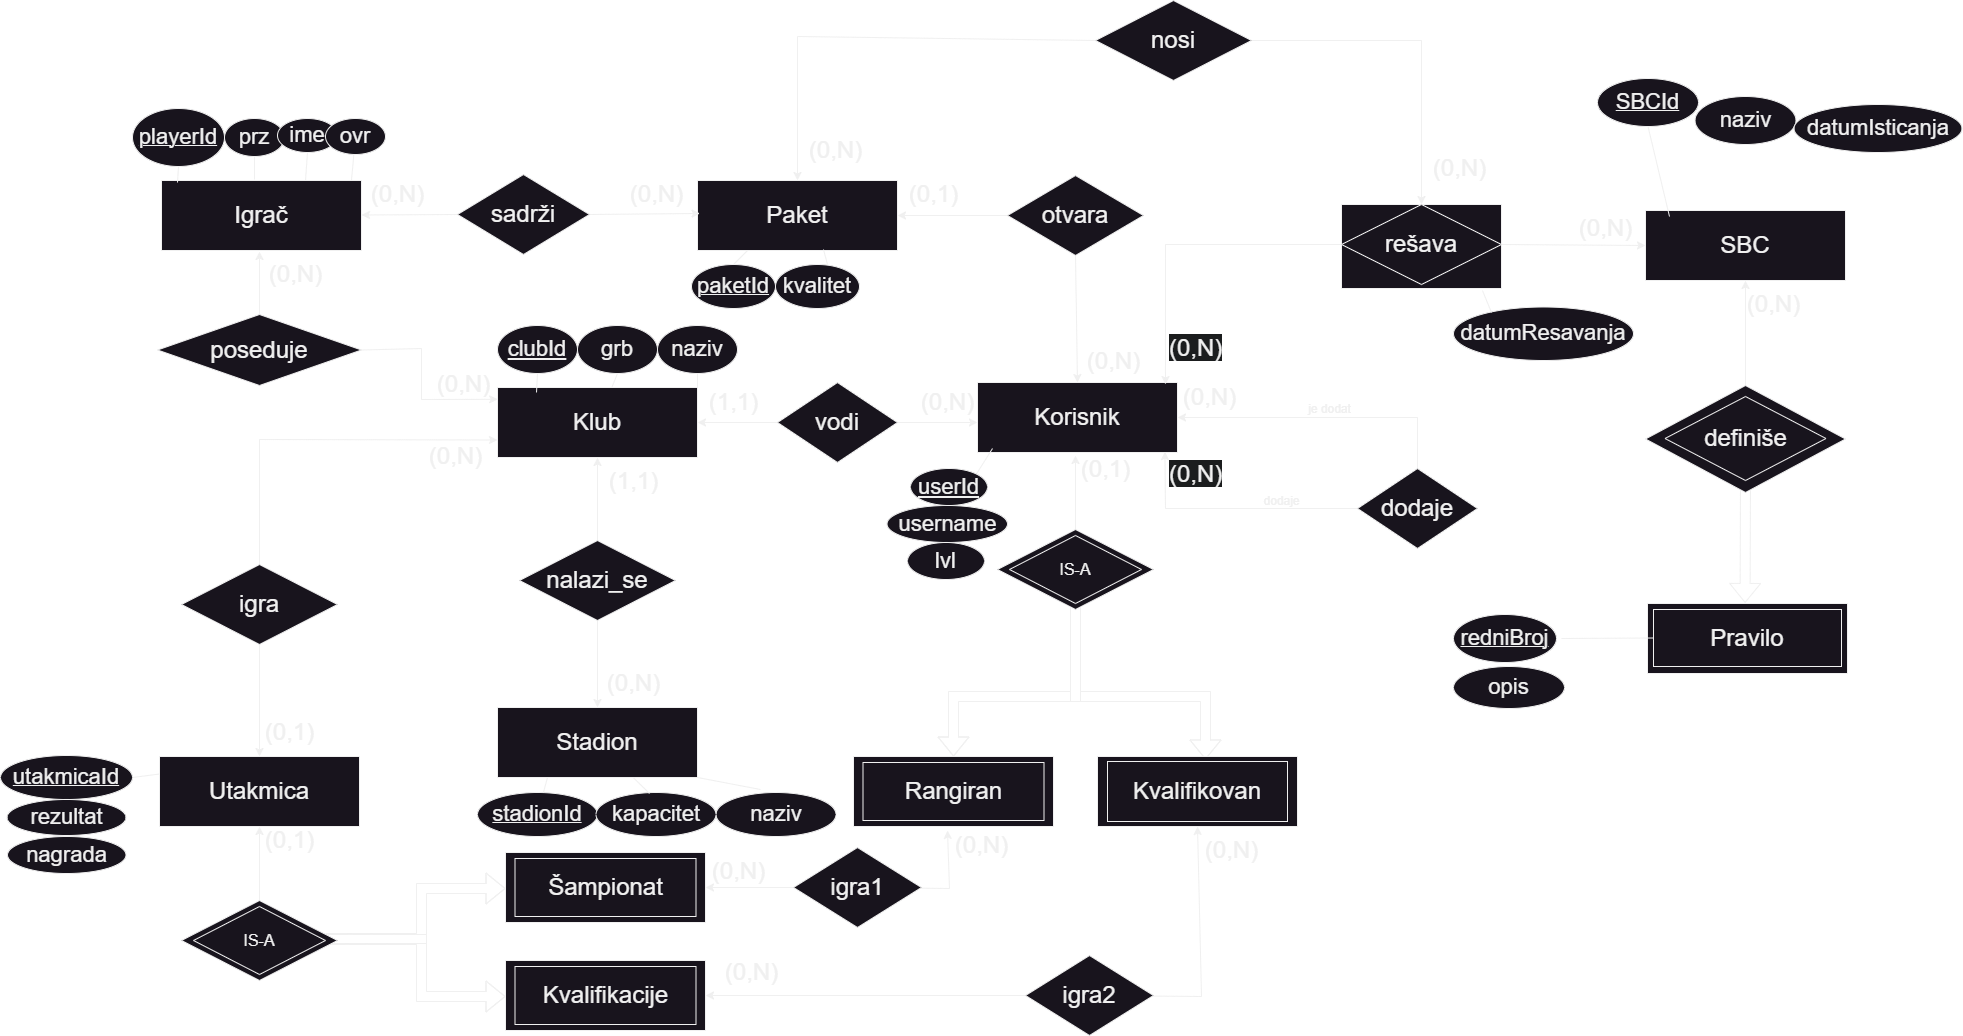 nosi
SBCId
naziv
datumIsticanja
playerId
prz
ime
ovr
(0,N)
(0,N)
(0,N)
Igrač
sadrži
(0,N)
Paket
(0,1)
otvara
rešava
(0,N)
SBC
(0,N)
paketId
kvalitet
(0,N)
datumResavanja
poseduje
clubId
grb
naziv
(0,N)
(0,N)
(0,N)
Klub
(1,1)
vodi
(0,N)
Korisnik
(0,N)
je dodat
definiše
(0,N)
(1,1)
(0,1)
(0,N)
userId
username
lvl
dodaje
dodaje
IS-A
nalazi_se
igra
redniBroj
opis
Pravilo
(0,N)
(0,1)
Stadion
utakmicaId
rezultat
nagrada
Utakmica
stadionId
kapacitet
naziv
Rangiran
Kvalifikovan
(0,1)
(0,N)
(0,N)
Šampionat
(0,N)
igra1
IS-A
Kvalifikacije
(0,N)
igra2